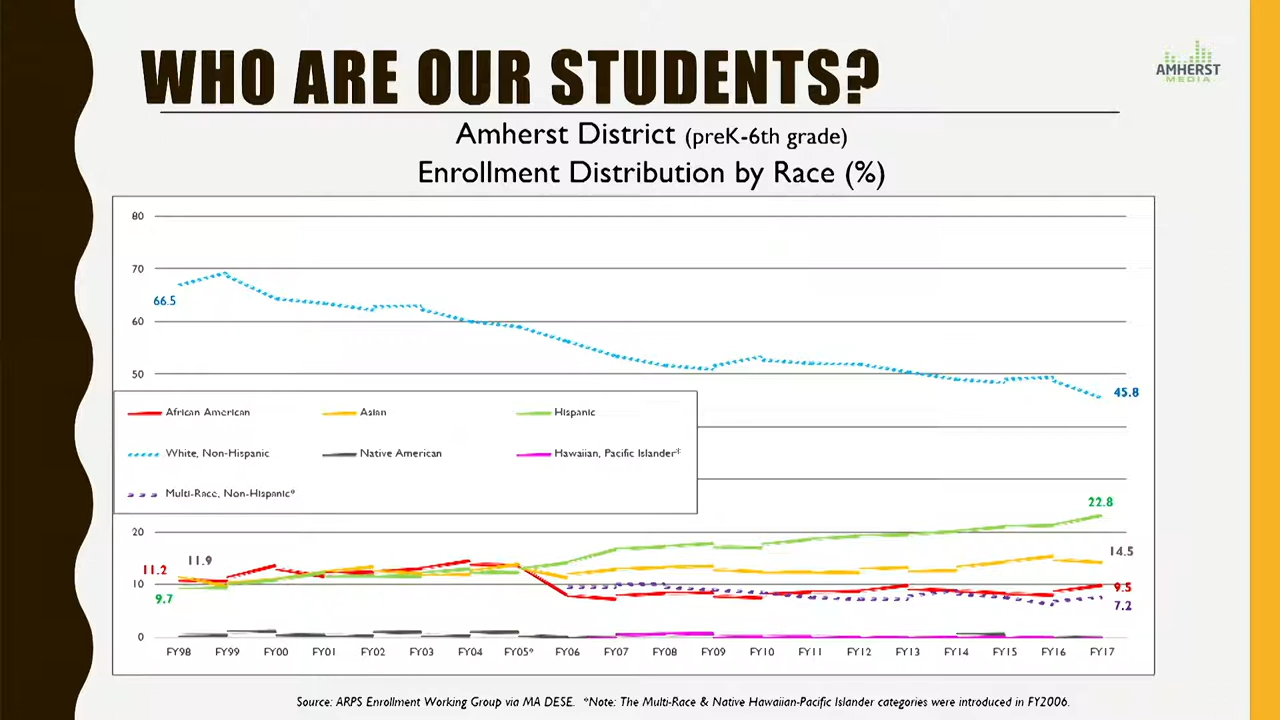 WHO ARE OUR STUDENTS?
AMHERST
MEDIA
Amherst District (preK-6th grade)
Enrollment Distribution by Race (%)
80
70
66.5
60
50
45.8
African American
Asian
Hispanic
White, Non-Hispanic
Native American
Hawaiian, Pacific Islander*
Multi-Race, Non-Hispanic*
22.8
20
11.9
14.5
11.2
10
9.5
9.7
7.2
0
FY98 FY99 FY00 FY01 FY02 FY03 FY04 FY05* FY06 FY07 FY08 FY09 FY10 FY11 FY12 FY13 FY14 FY15 FY16 FY17
Source: ARPS Enrollment Working Group via MA DESE. *Note: The Multi-Race & Native Hawaiian-Pacific Islander categories were introduced in FY2006.